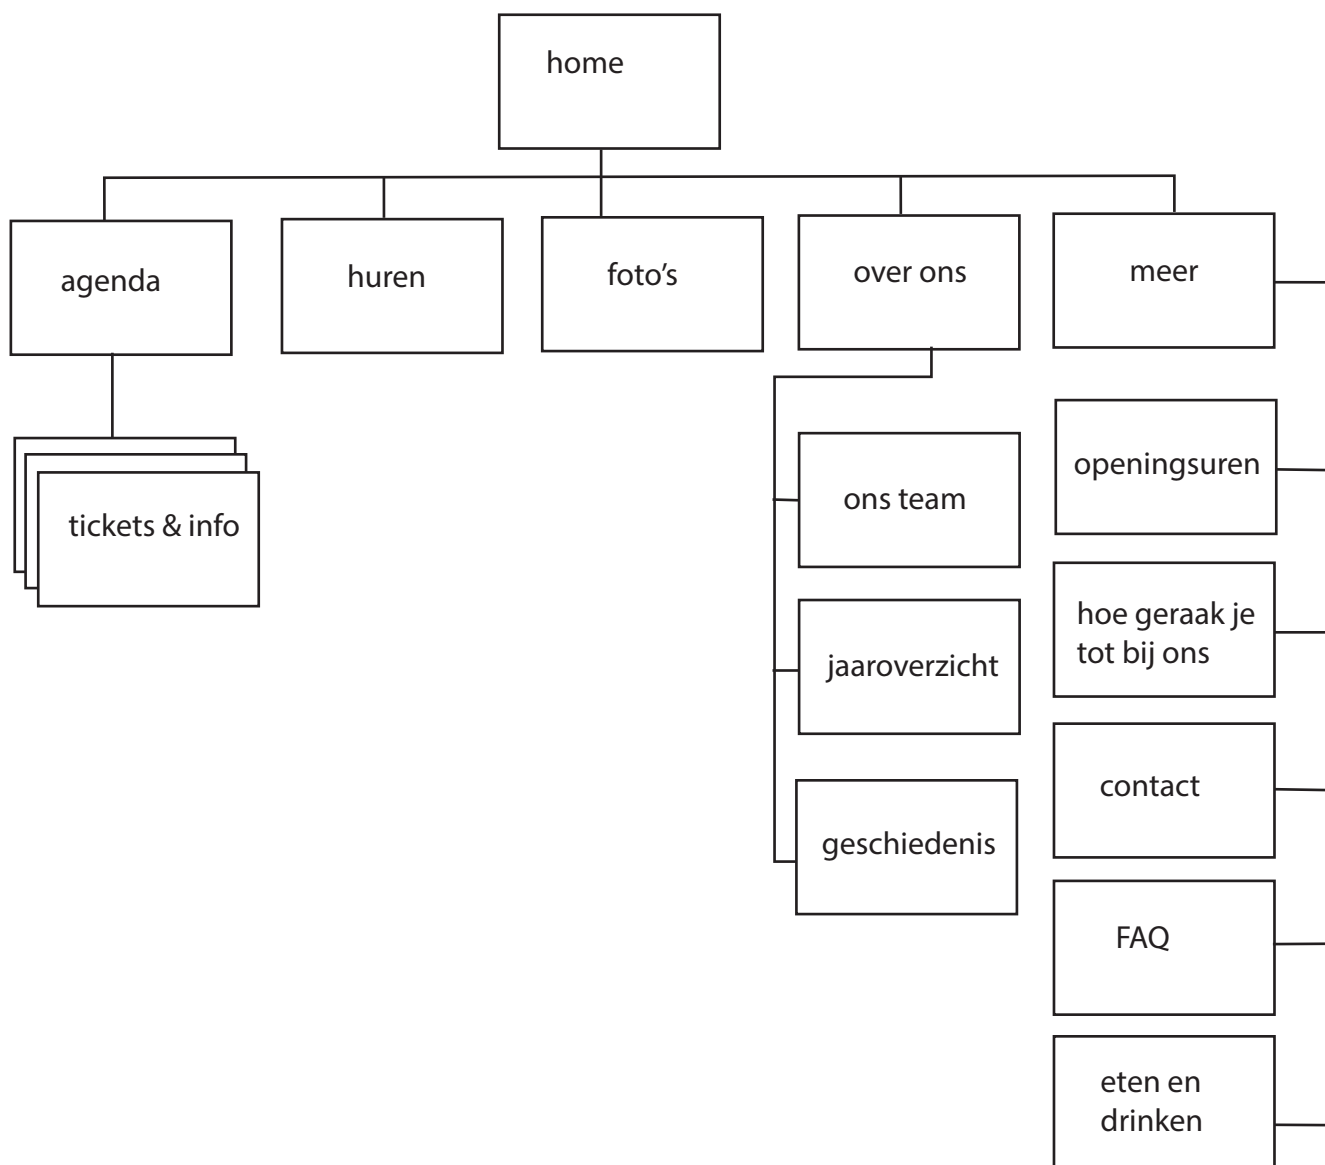 home
agenda
huren
foto’s
over ons
meer
tickets & info
ons team
jaaroverzicht
geschiedenis
openingsuren
hoe geraak je
tot bij ons
contact
FAQ
eten en
drinken